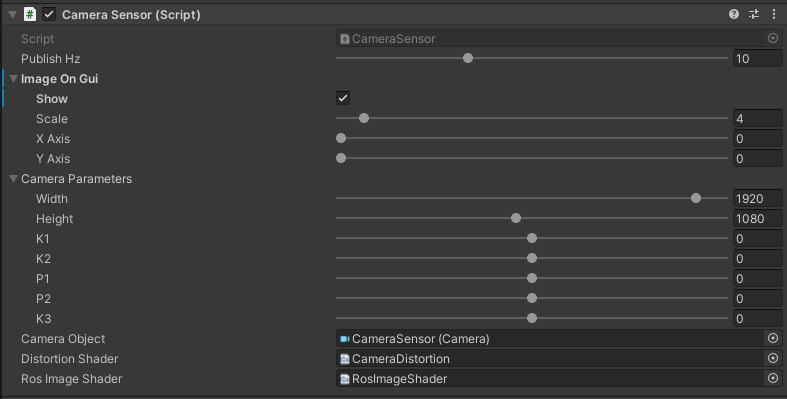 # Camera Sensor (Script)
Script CameraSensor
Publish Hz 10
Image On Gui
Show
Scale 4
X Axis 0
Y Axis 0
Camera Parameters
Width 1920
Height 1080
K1 0
K2 0
P1 0
P2 0
K3 0
Camera Object CameraSensor (Camera)
Distortion Shader CameraDistortion
Ros Image Shader RosImageShader